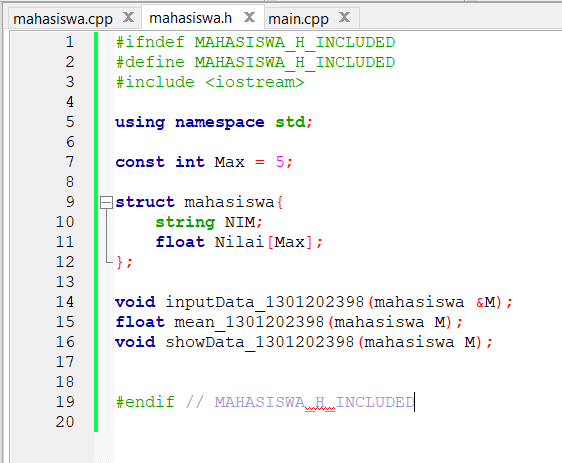 mahasiswa.cpp mahasiswa.h main.cpp
1 #ifndef MAHASISWA_H_INCLUDED
2 #define MAHASISWA_H_INCLUDED
3 #include <iostream>
4
5 using namespace std;
6
7 const int Max = 5;
8
9 struct mahasiswa{
10 string NIM;
11 float Nilai[Max];
12 };
13
14 void inputData_1301202398(mahasiswa &M);
15 float mean_1301202398(mahasiswa M);
16 void showData_1301202398(mahasiswa M);
17
18
19 #endif // MAHASISWA_H_INCLUDED
20